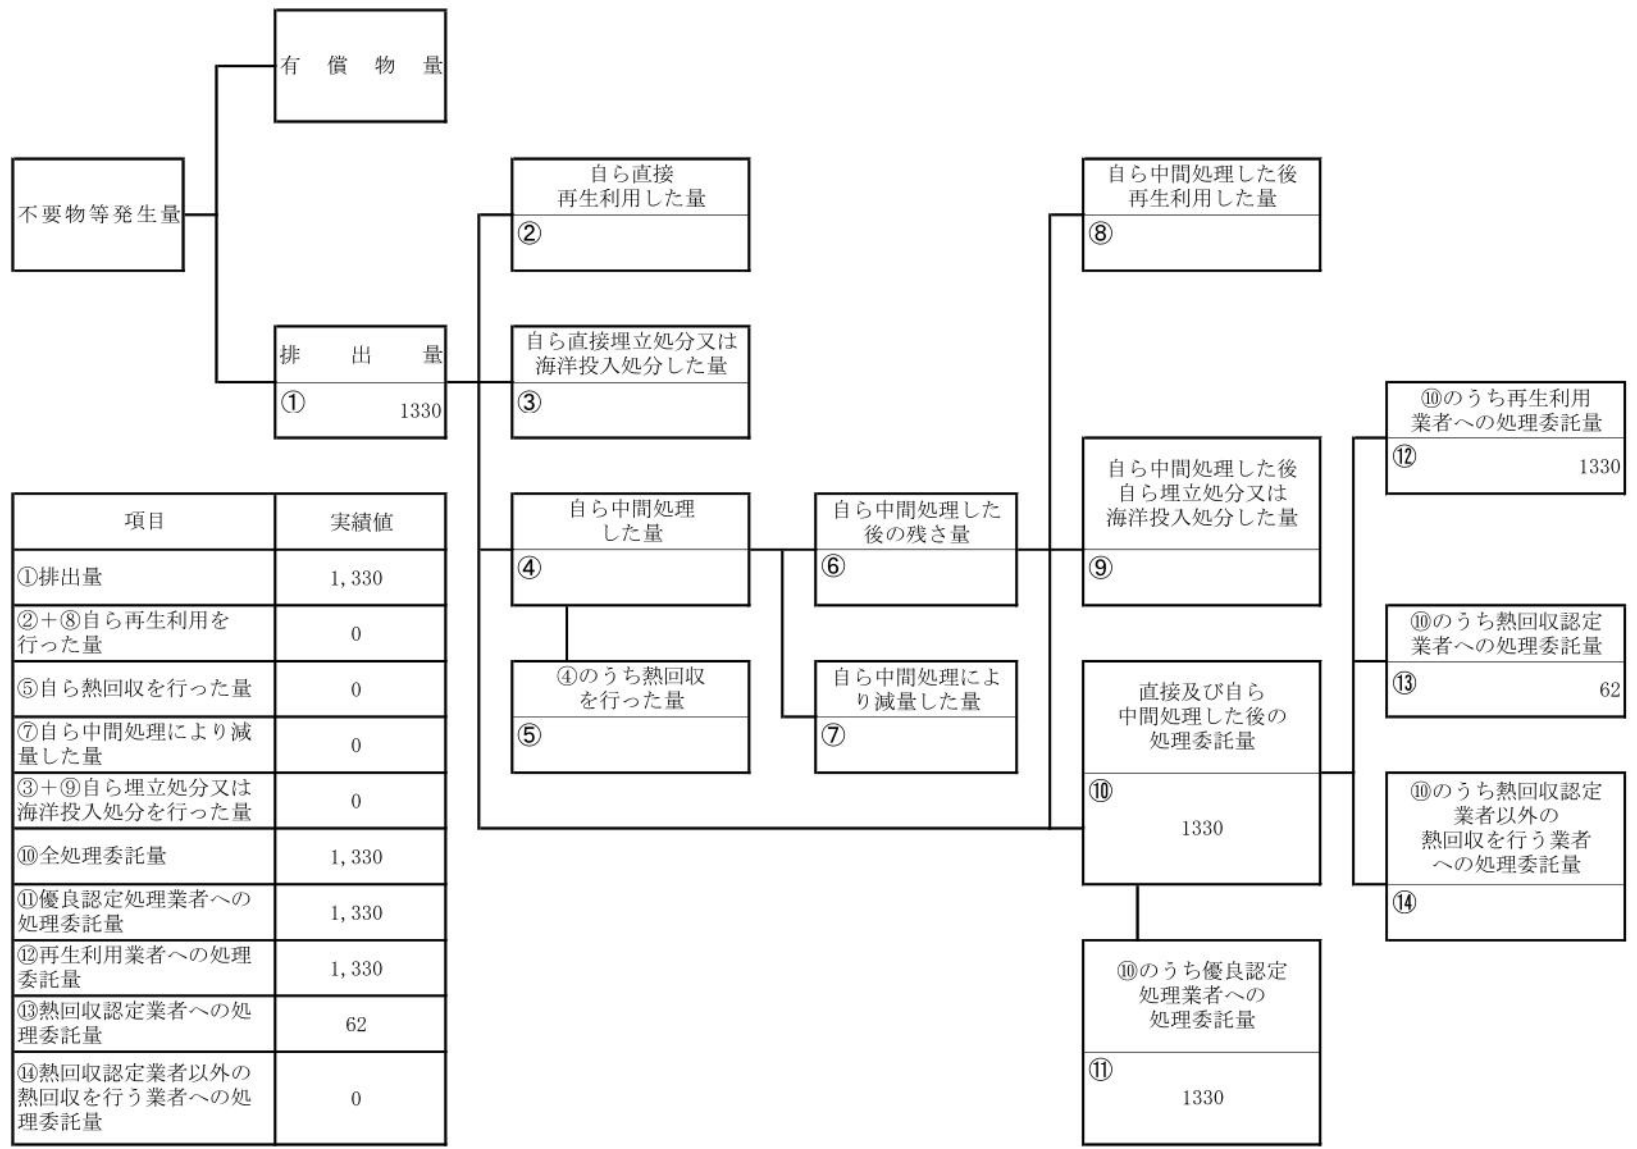 有償物量
不要物等発生量
排出量
①
1330
自ら直接
再生利用した量
②
自ら直接埋立処分又は
海洋投入処分した量
③
自ら中間処理
した量
④
④のうち熱回収
を行った量
⑤
自ら中間処理した
後の残さ量
⑥
自ら中間処理によ
り減量した量
⑦
自ら中間処理した後
再生利用した量
⑧
自ら中間処理した後
自ら埋立処分又は
海洋投入処分した量
⑨
直接及び自ら
中間処理した後の
処理委託量
⑩
1330
⑩のうち優良認定
処理業者への
処理委託量
⑪
1330
⑩のうち再生利用
業者への処理委託量
⑫
1330
⑩のうち熱回収認定
業者への処理委託量
⑬
62
⑩のうち熱回収認定
業者以外の
熱回収を行う業者
への処理委託量
⑭
項目 実績値
①排出量 1,330
②+⑧自ら再生利用を
行った量
0
⑤自ら熱回収を行った量 0
⑦自ら中間処理により減
量した量
0
③+⑨自ら埋立処分又は
海洋投入処分を行った量
0
⑩全処理委託量 1,330
⑪優良認定処理業者への
処理委託量
1,330
⑫再生利用業者への処理
委託量
1,330
⑬熱回収認定業者への処
理委託量
62
⑭熱回収認定業者以外の
熱回収を行う業者への処
理委託量
0